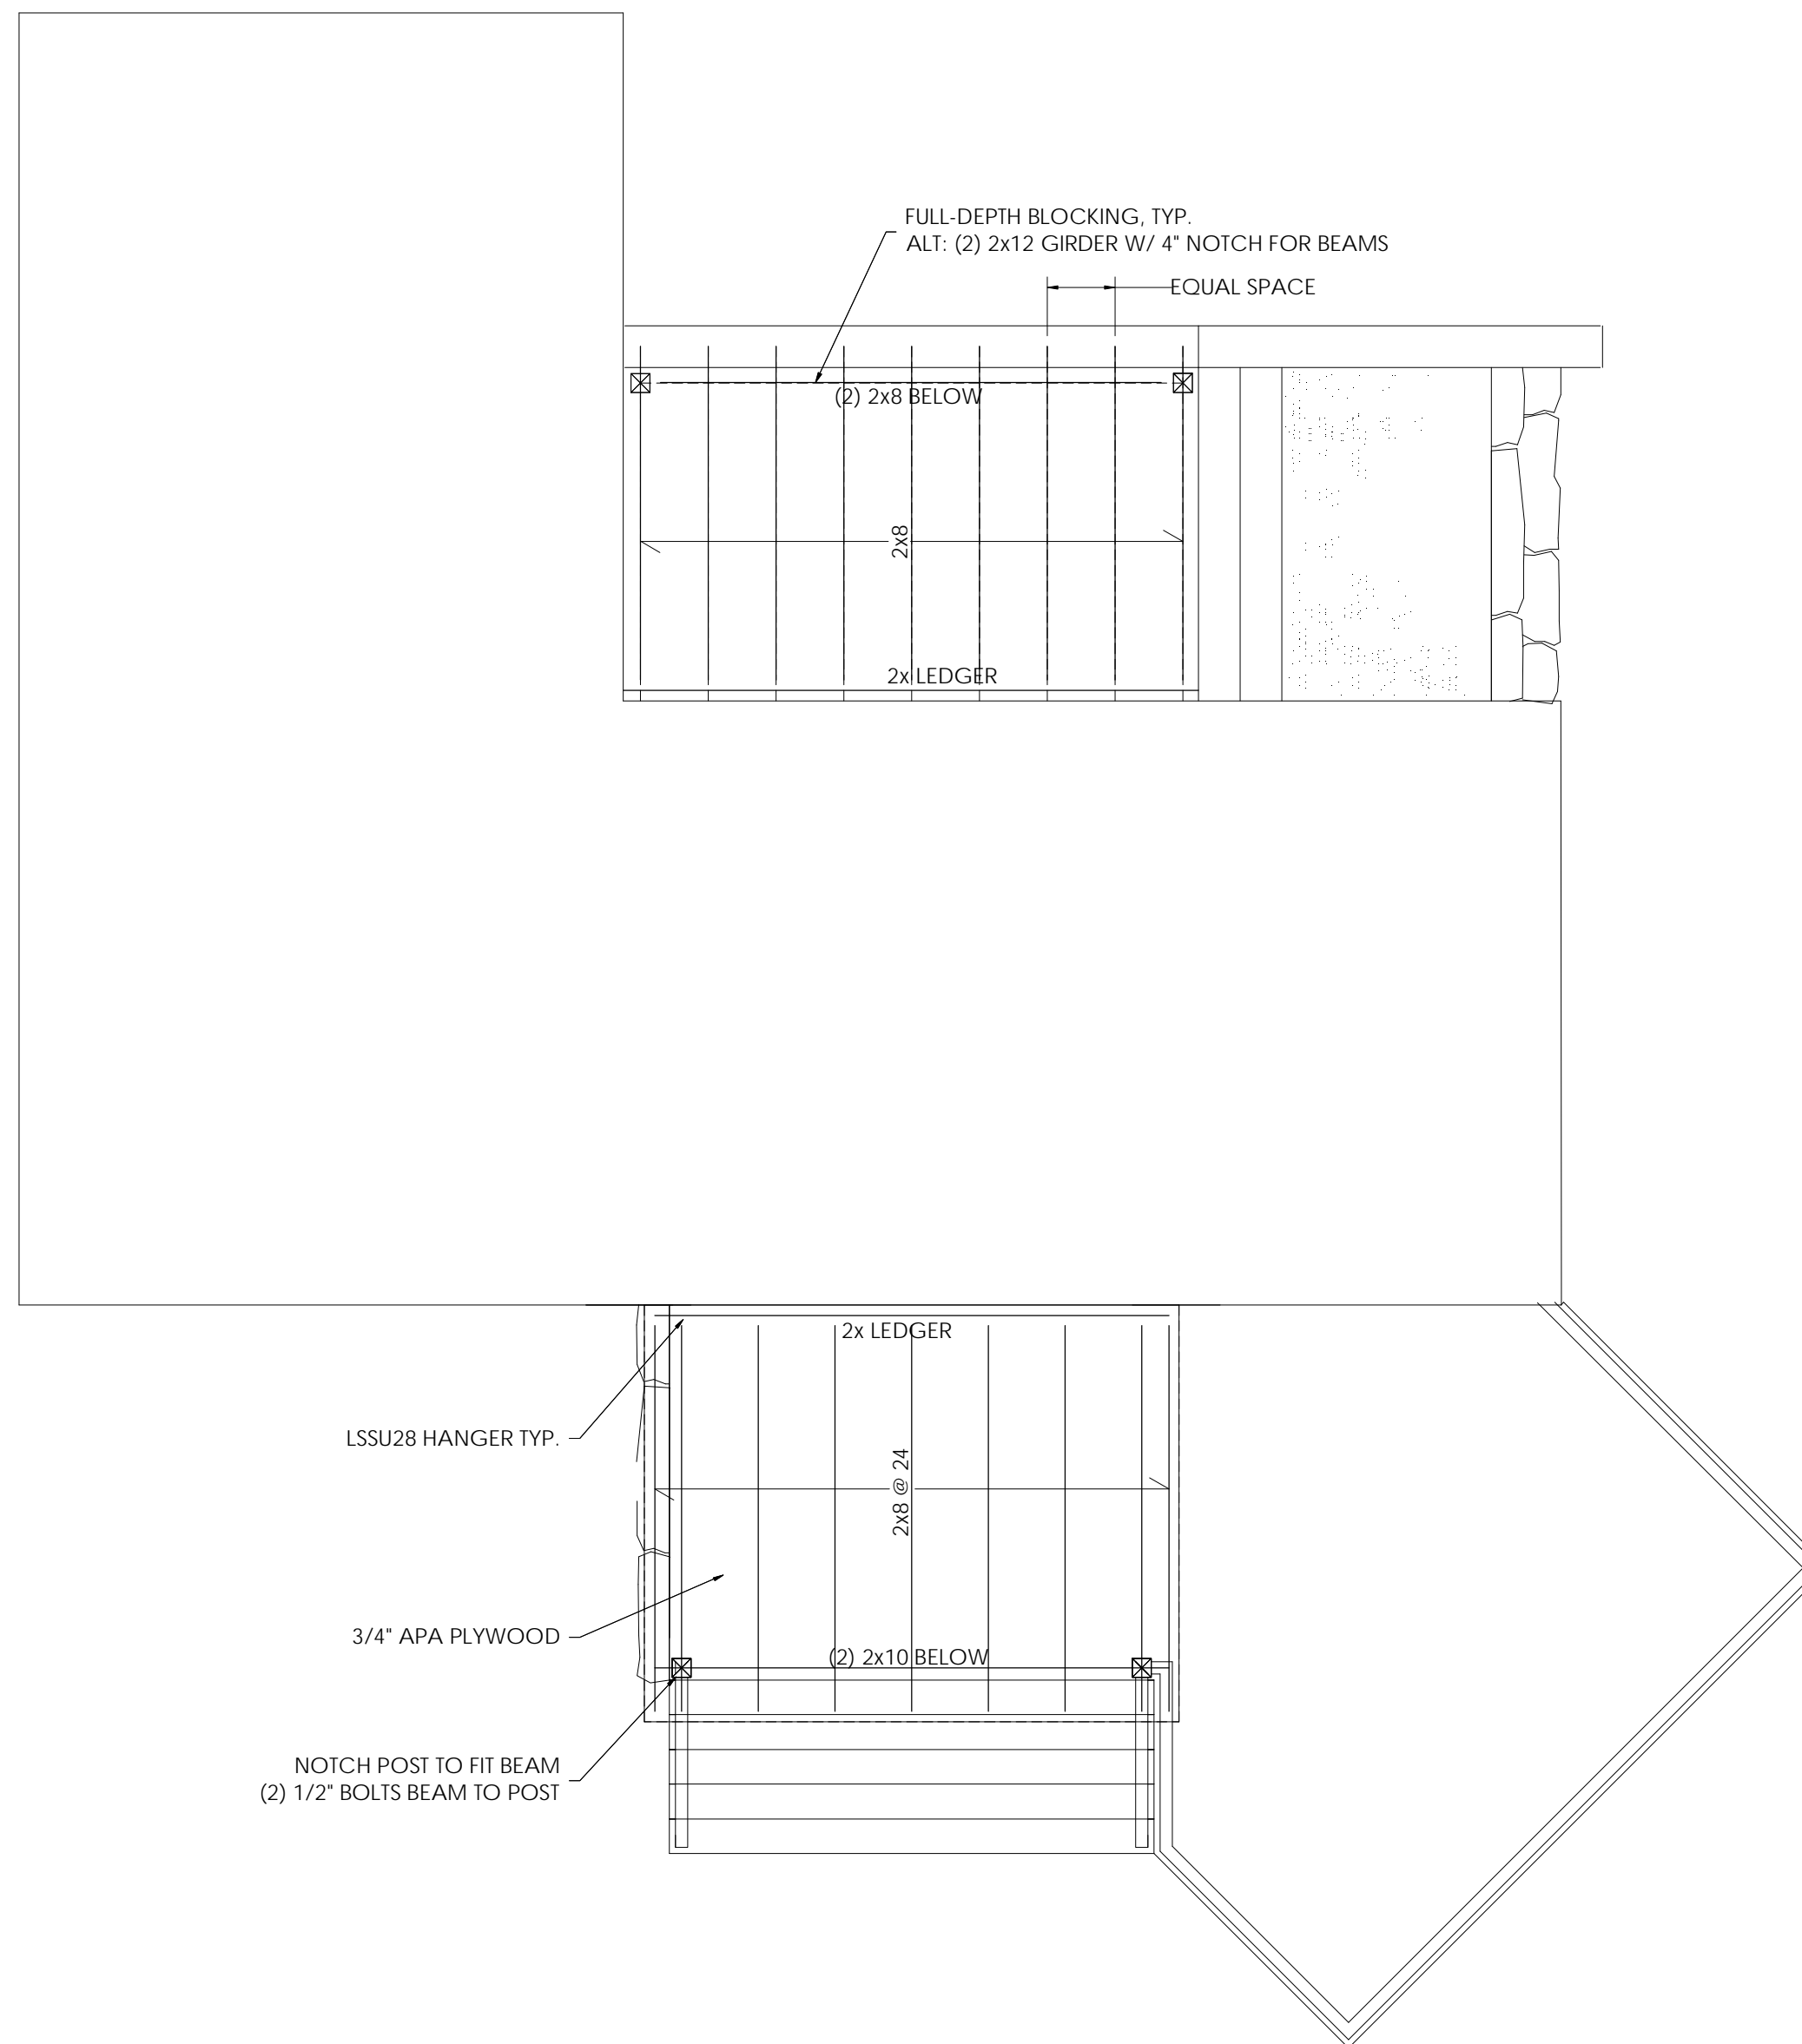 FULL-DEPTH BLOCKING, TYP.
ALT: (2) 2x12 GIRDER W/ 4" NOTCH FOR BEAMS
EQUAL SPACE
(2) 2x8 BELOW
2x8
2x LEDGER
2x LEDGER
LSSU28 HANGER TYP.
2x8 @ 24
3/4" APA PLYWOOD
(2) 2x10 BELOW
NOTCH POST TO FIT BEAM
(2) 1/2" BOLTS BEAM TO POST